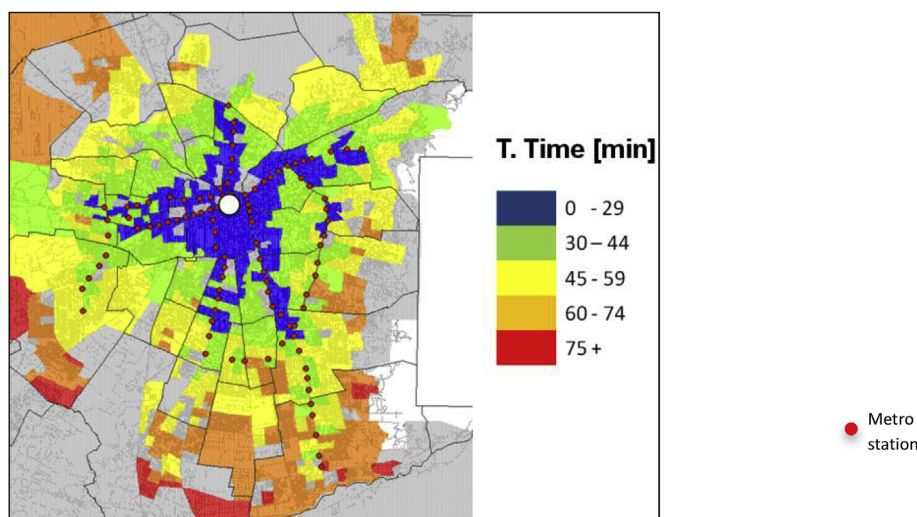 T. Time [min]
0 - 29
30 – 44
45 - 59
60 - 74
75 +
Metro
station